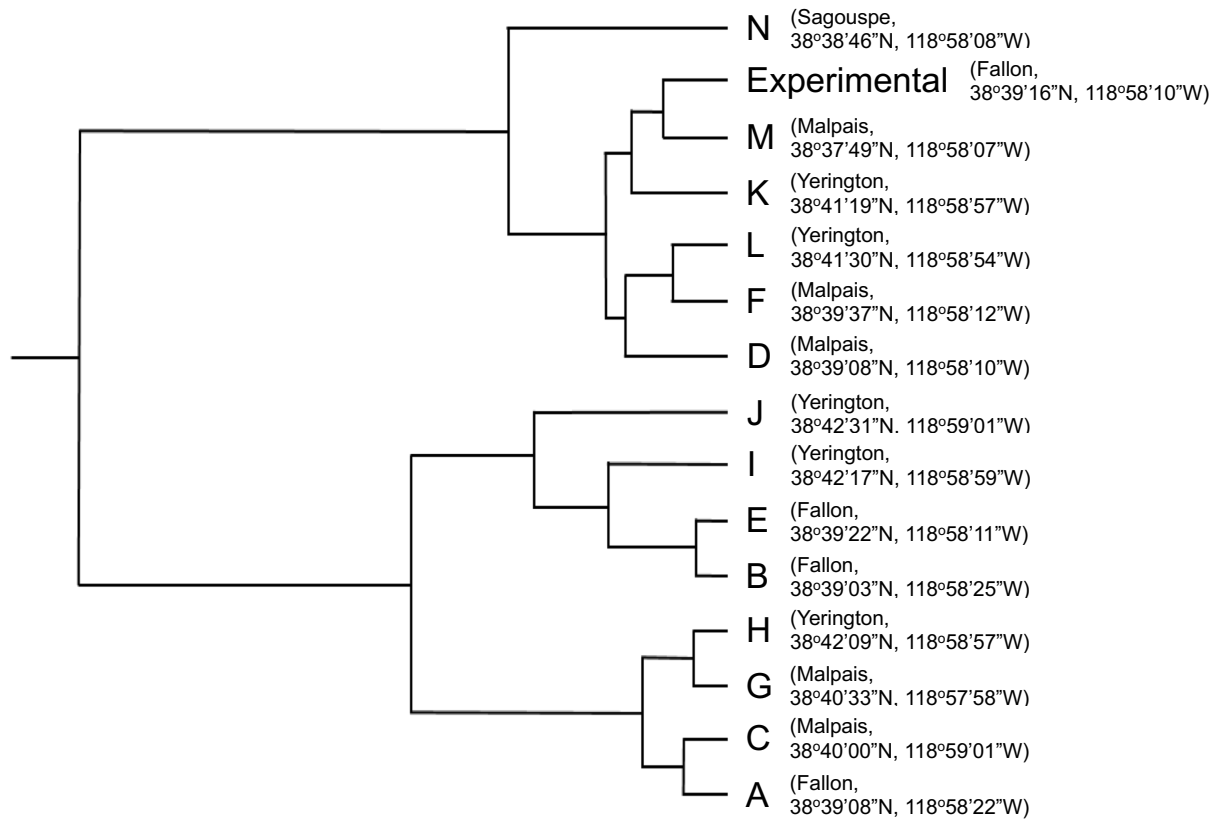 N (Sagouspe,
38º38’46”N, 118º58’08”W)
Experimental (Fallon,
38º39’16”N, 118º58’10”W)
M (Malpais,
38º37’49”N, 118º58’07”W)
K (Yerington,
38º41’19”N, 118º58’57”W)
L (Yerington,
38º41’30”N, 118º58’54”W)
F (Malpais,
38º39’37”N, 118º58’12”W)
D (Malpais,
38º39’08”N, 118º58’10”W)
J (Yerington,
38º42’31”N, 118º59’01”W)
I (Yerington,
38º42’17”N, 118º58’59”W)
E (Fallon,
38º39’22”N, 118º58’11”W)
B (Fallon,
38º39’03”N, 118º58’25”W)
H (Yerington,
38º42’09”N, 118º58’57”W)
G (Malpais,
38º40’33”N, 118º57’58”W)
C (Malpais,
38º40’00”N, 118º59’01”W)
A (Fallon,
38º39’08”N, 118º58’22”W)